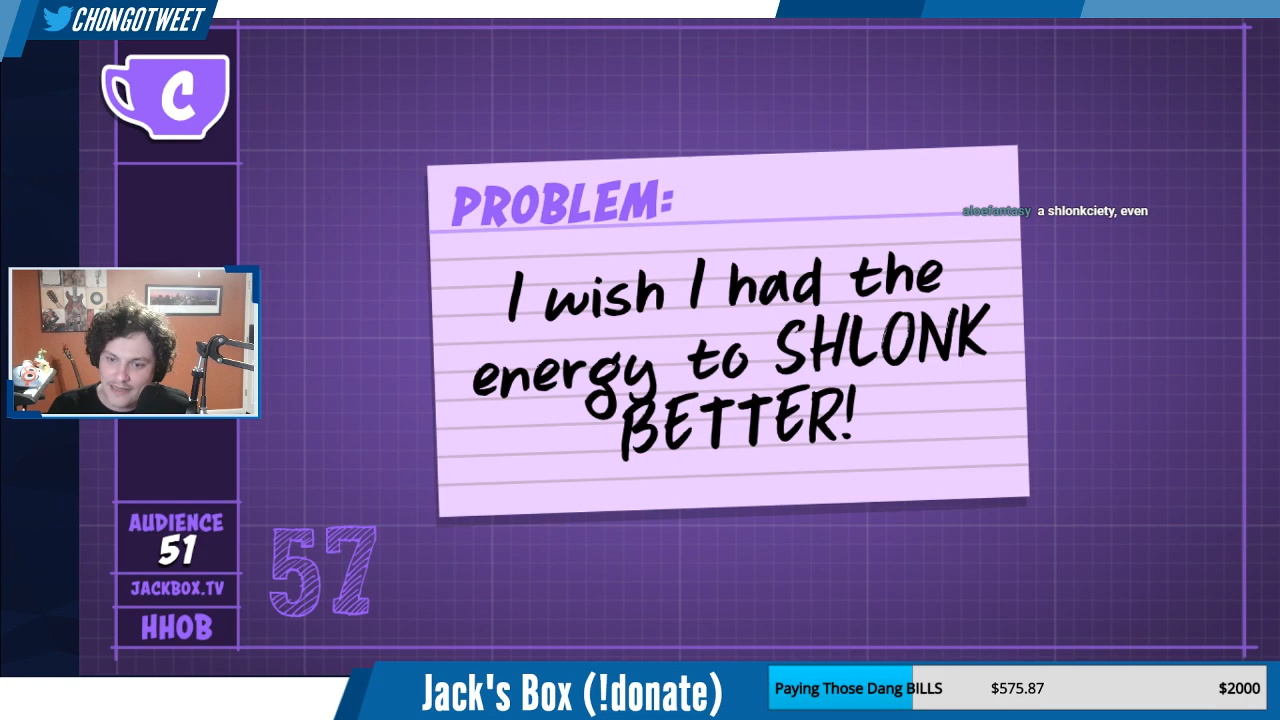 CHONGOTWEET
C
PROBLEM:
aloefantasy a shlonkciety, even
I wish I had the
energy to SHLONK
BETTER!
AUDIENCE
51
57
JACKBOX.TV
HHOB
Jack's Box (!donate)
Paying Those Dang BILLS $575.87 $2000